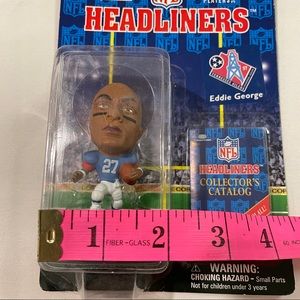 NFL
HEADLINERS
Eddie George
27
NFL
HEADLINERS
COLLECTOR'S
CATALOG
1 FIBER-GLASS 2 3 4
WARNING:
CHOKING HAZARD - Small Parts
Not for children under 3 years